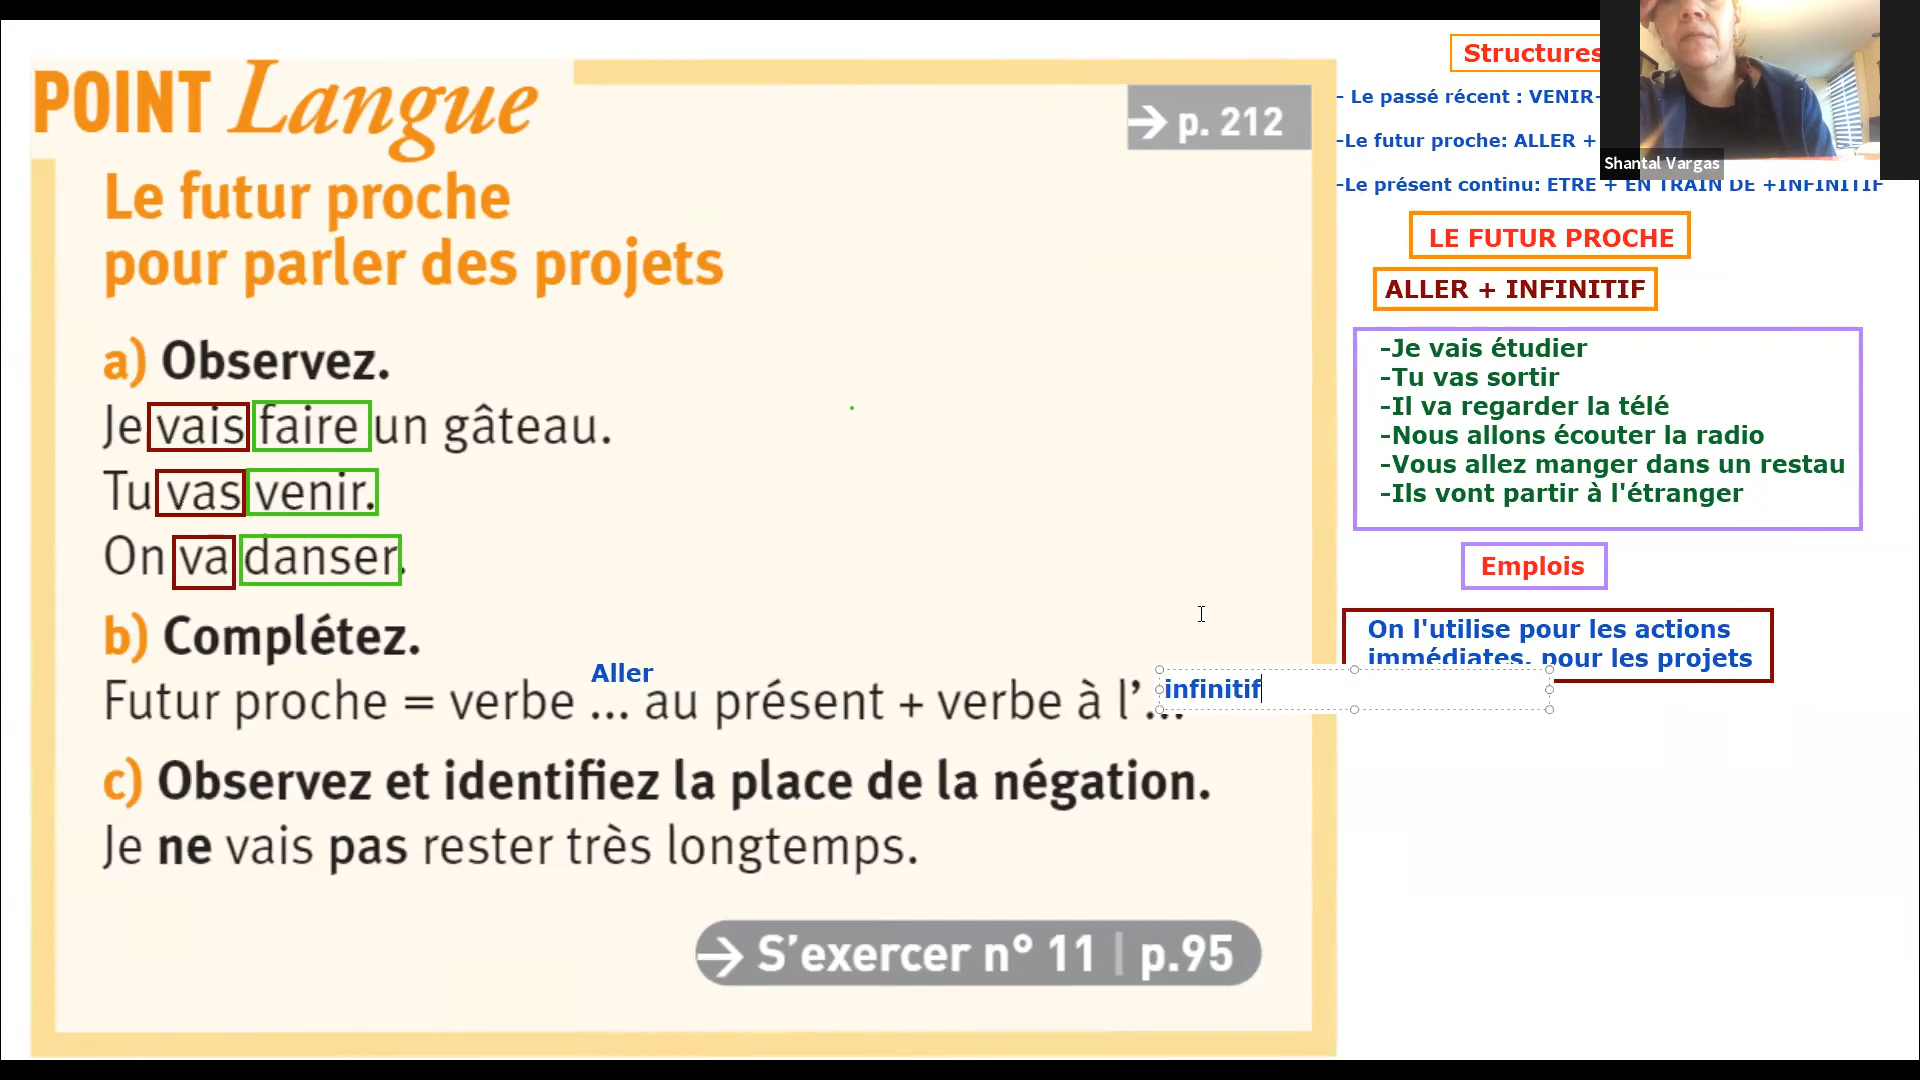 POINT Langue
→ p. 212
Le futur proche
pour parler des projets
a) Observez.
Je vais faire un gâteau.
Tu vas venir.
On va danser.
b) Complétez.
Aller
Futur proche = verbe ... au présent + verbe à l’...
infinitif
c) Observez et identifiez la place de la négation.
Je ne vais pas rester très longtemps.
→ S’exercer n° 11 | p.95
Structures
- Le passé récent : VENIR
-Le futur proche: ALLER +
-Le présent continu: ETRE + EN TRAIN DE +INFINITIF
LE FUTUR PROCHE
ALLER + INFINITIF
-Je vais étudier
-Tu vas sortir
-Il va regarder la télé
-Nous allons écouter la radio
-Vous allez manger dans un restau
-Ils vont partir à l'étranger
Emplois
On l'utilise pour les actions
immédiates, pour les projets
Shantal Vargas